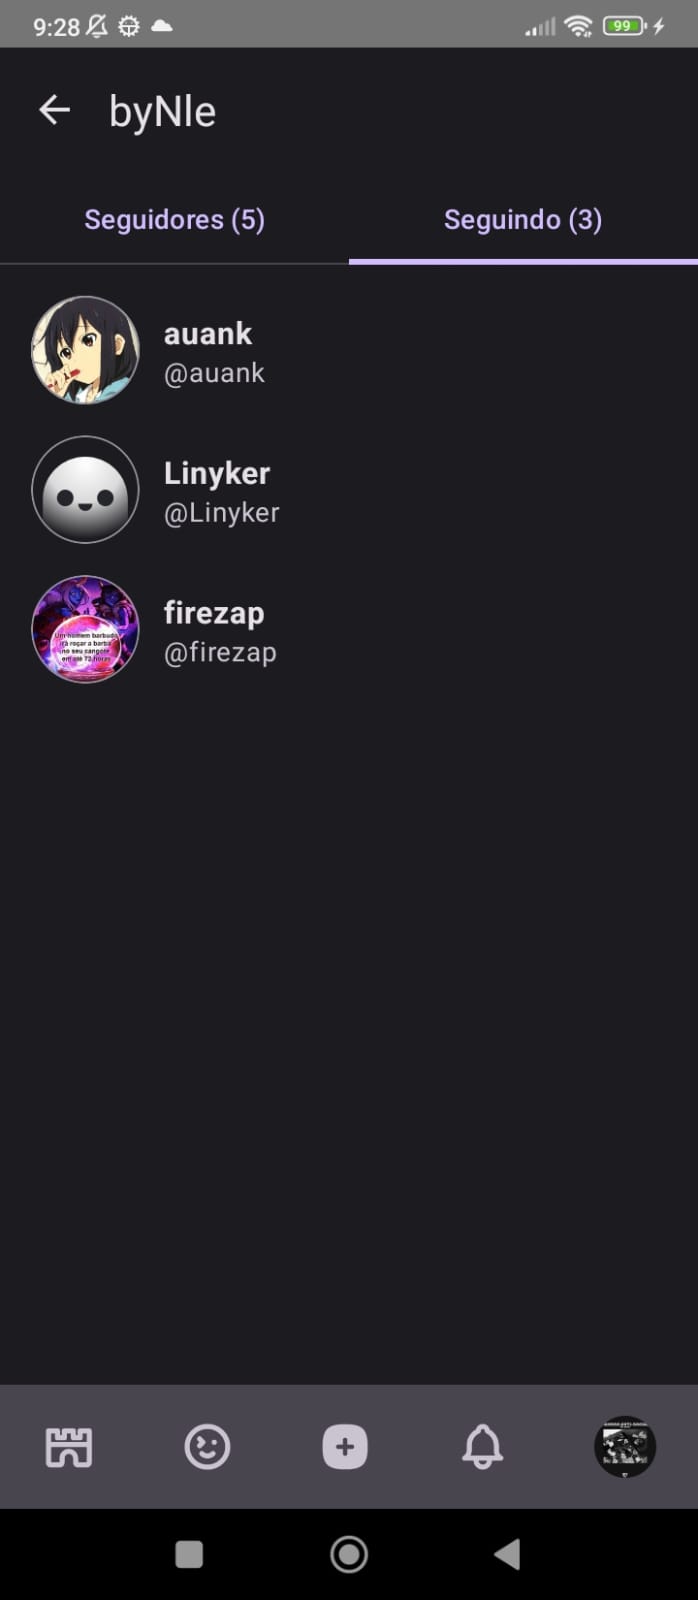 9:28
99
byNle
Seguidores (5)
Seguindo (3)
auank
@auank
Linyker
@Linyker
firezap
@firezap
Um homem barbudo
irá roçar a barba
no seu cangote
em até 72 horas